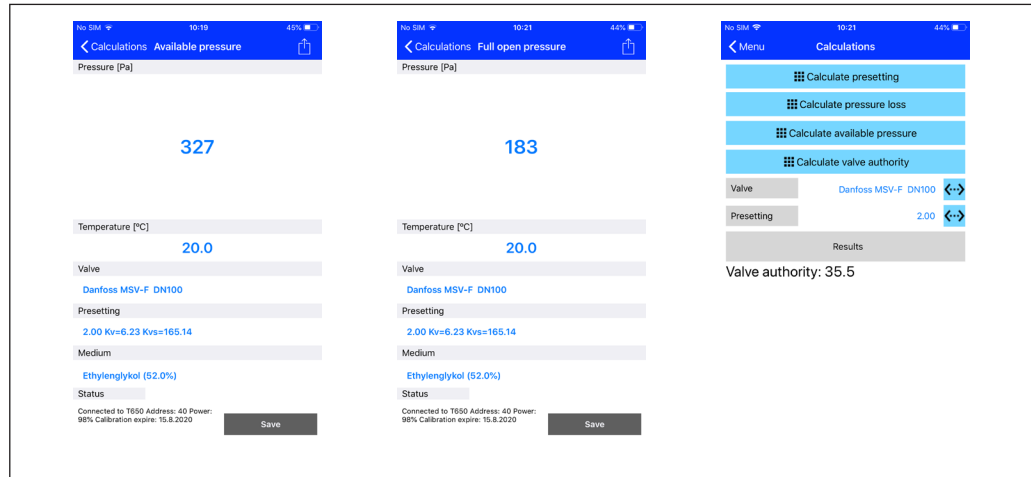 No SIM 10:19 45%
Calculations Available pressure
Pressure [Pa]
327
Temperature [ºC]
20.0
Valve
Danfoss MSV-F DN100
Presetting
2.00 Kv=6.23 Kvs=165.14
Medium
Ethylenglykol (52.0%)
Status
Connected to T650 Address: 40 Power:
98% Calibration expire: 15.8.2020
Save
No SIM 10:21 44%
Calculations Full open pressure
Pressure [Pa]
183
Temperature [ºC]
20.0
Valve
Danfoss MSV-F DN100
Presetting
2.00 Kv=6.23 Kvs=165.14
Medium
Ethylenglykol (52.0%)
Status
Connected to T650 Address: 40 Power:
98% Calibration expire: 15.8.2020
Save
No SIM 10:21 44%
Menu Calculations
Calculate presetting
Calculate pressure loss
Calculate available pressure
Calculate valve authority
Valve Danfoss MSV-F DN100
Presetting 2.00
Results
Valve authority: 35.5